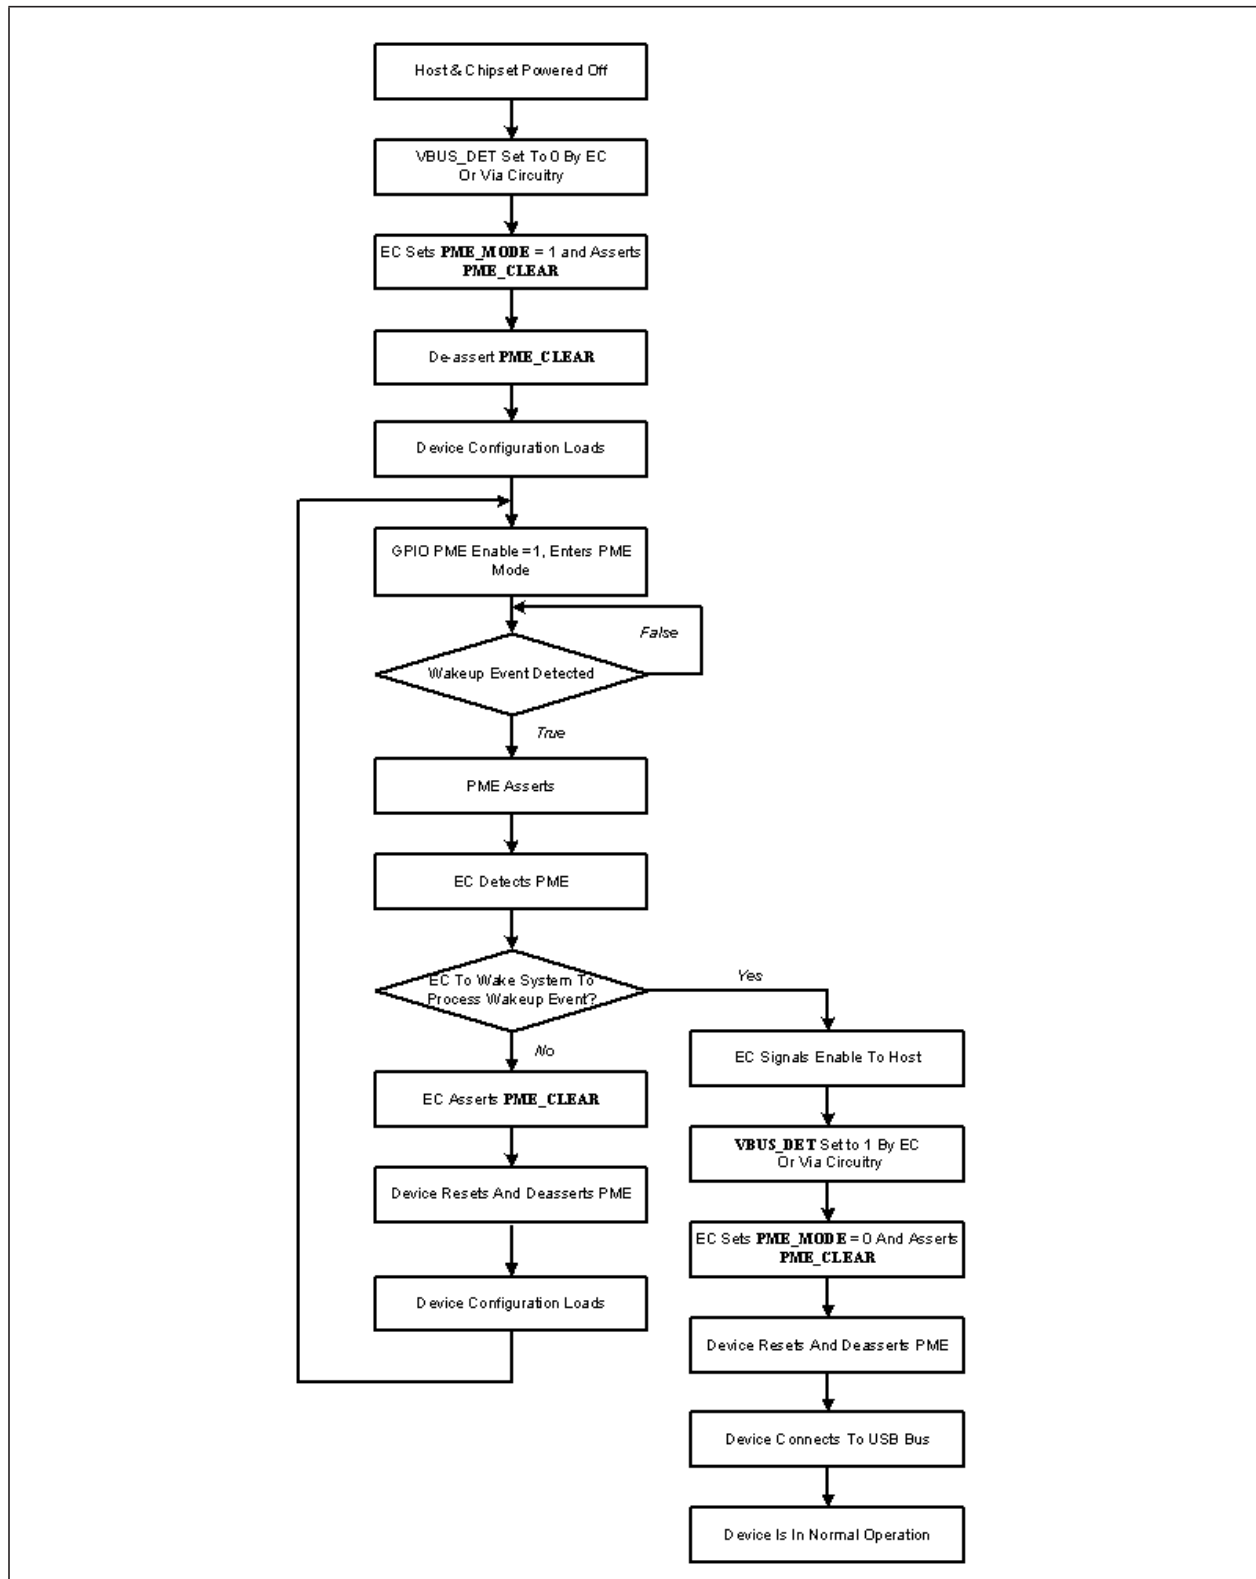 Host & Chipset Powered Off
VBUS_DET Set To 0 By EC
Or Via Circuitry
EC Sets PME_MODE = 1 and Asserts
PME_CLEAR
De-assert PME_CLEAR
Device Configuration Loads
GPIO PME Enable = 1, Enters PME
Mode
False
Wakeup Event Detected
True
PME Asserts
EC Detects PME
EC To Wake System To
Process Wakeup Event?
Yes
No
EC Asserts PME_CLEAR
Device Resets And Deasserts PME
Device Configuration Loads
EC Signals Enable To Host
VBUS_DET Set to 1 By EC
Or Via Circuitry
EC Sets PME_MODE = 0 And Asserts
PME_CLEAR
Device Resets And Deasserts PME
Device Connects To USB Bus
Device Is In Normal Operation